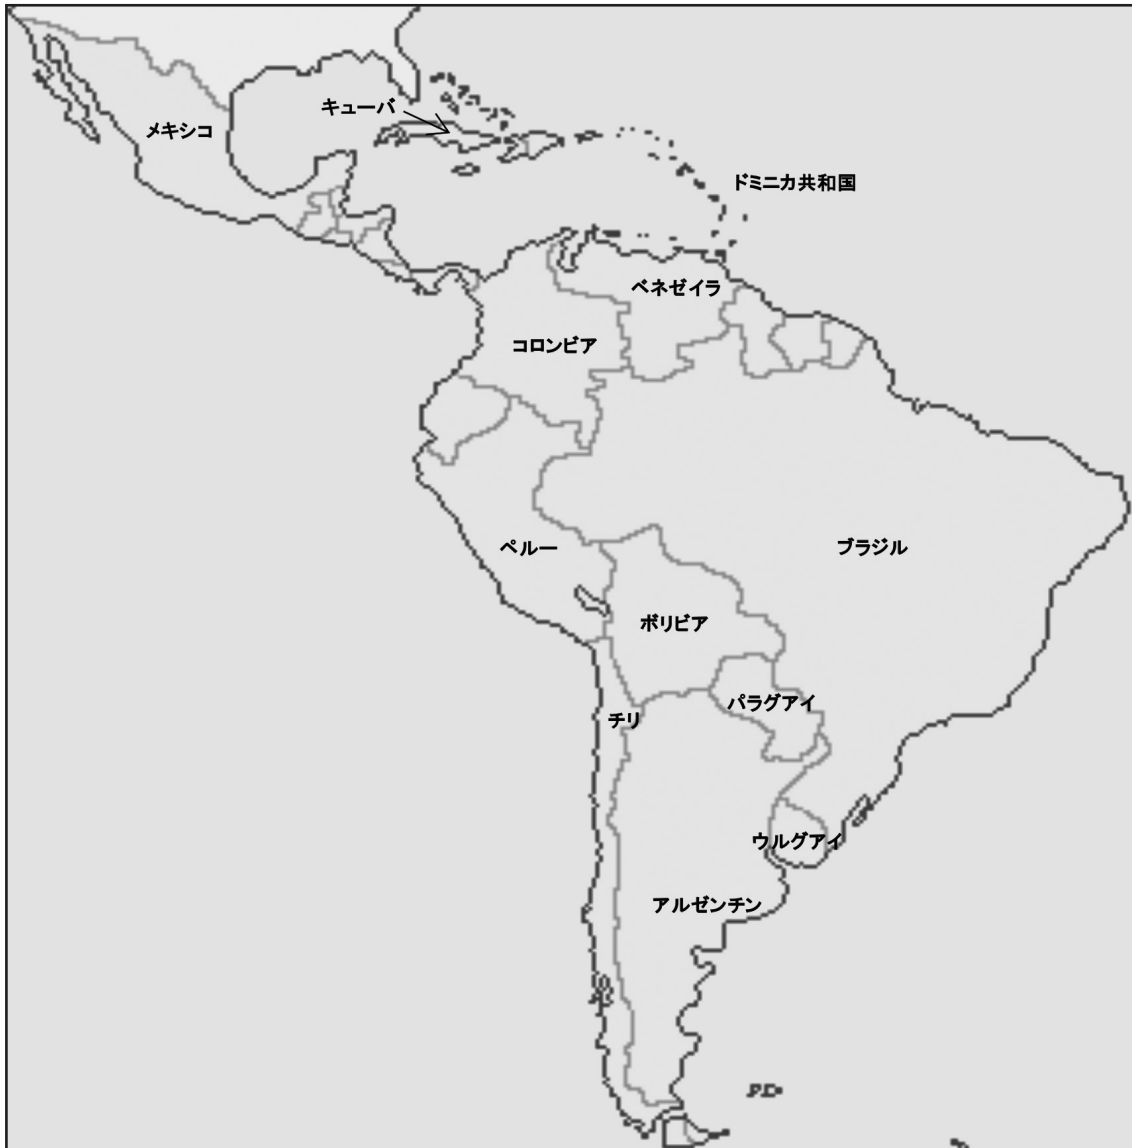 キューバ
メキシコ
ドミニカ共和国
ベネゼイラ
コロンビア
ペルー
ブラジル
ボリビア
パラグアイ
チリ
ウルグアイ
アルゼンチン